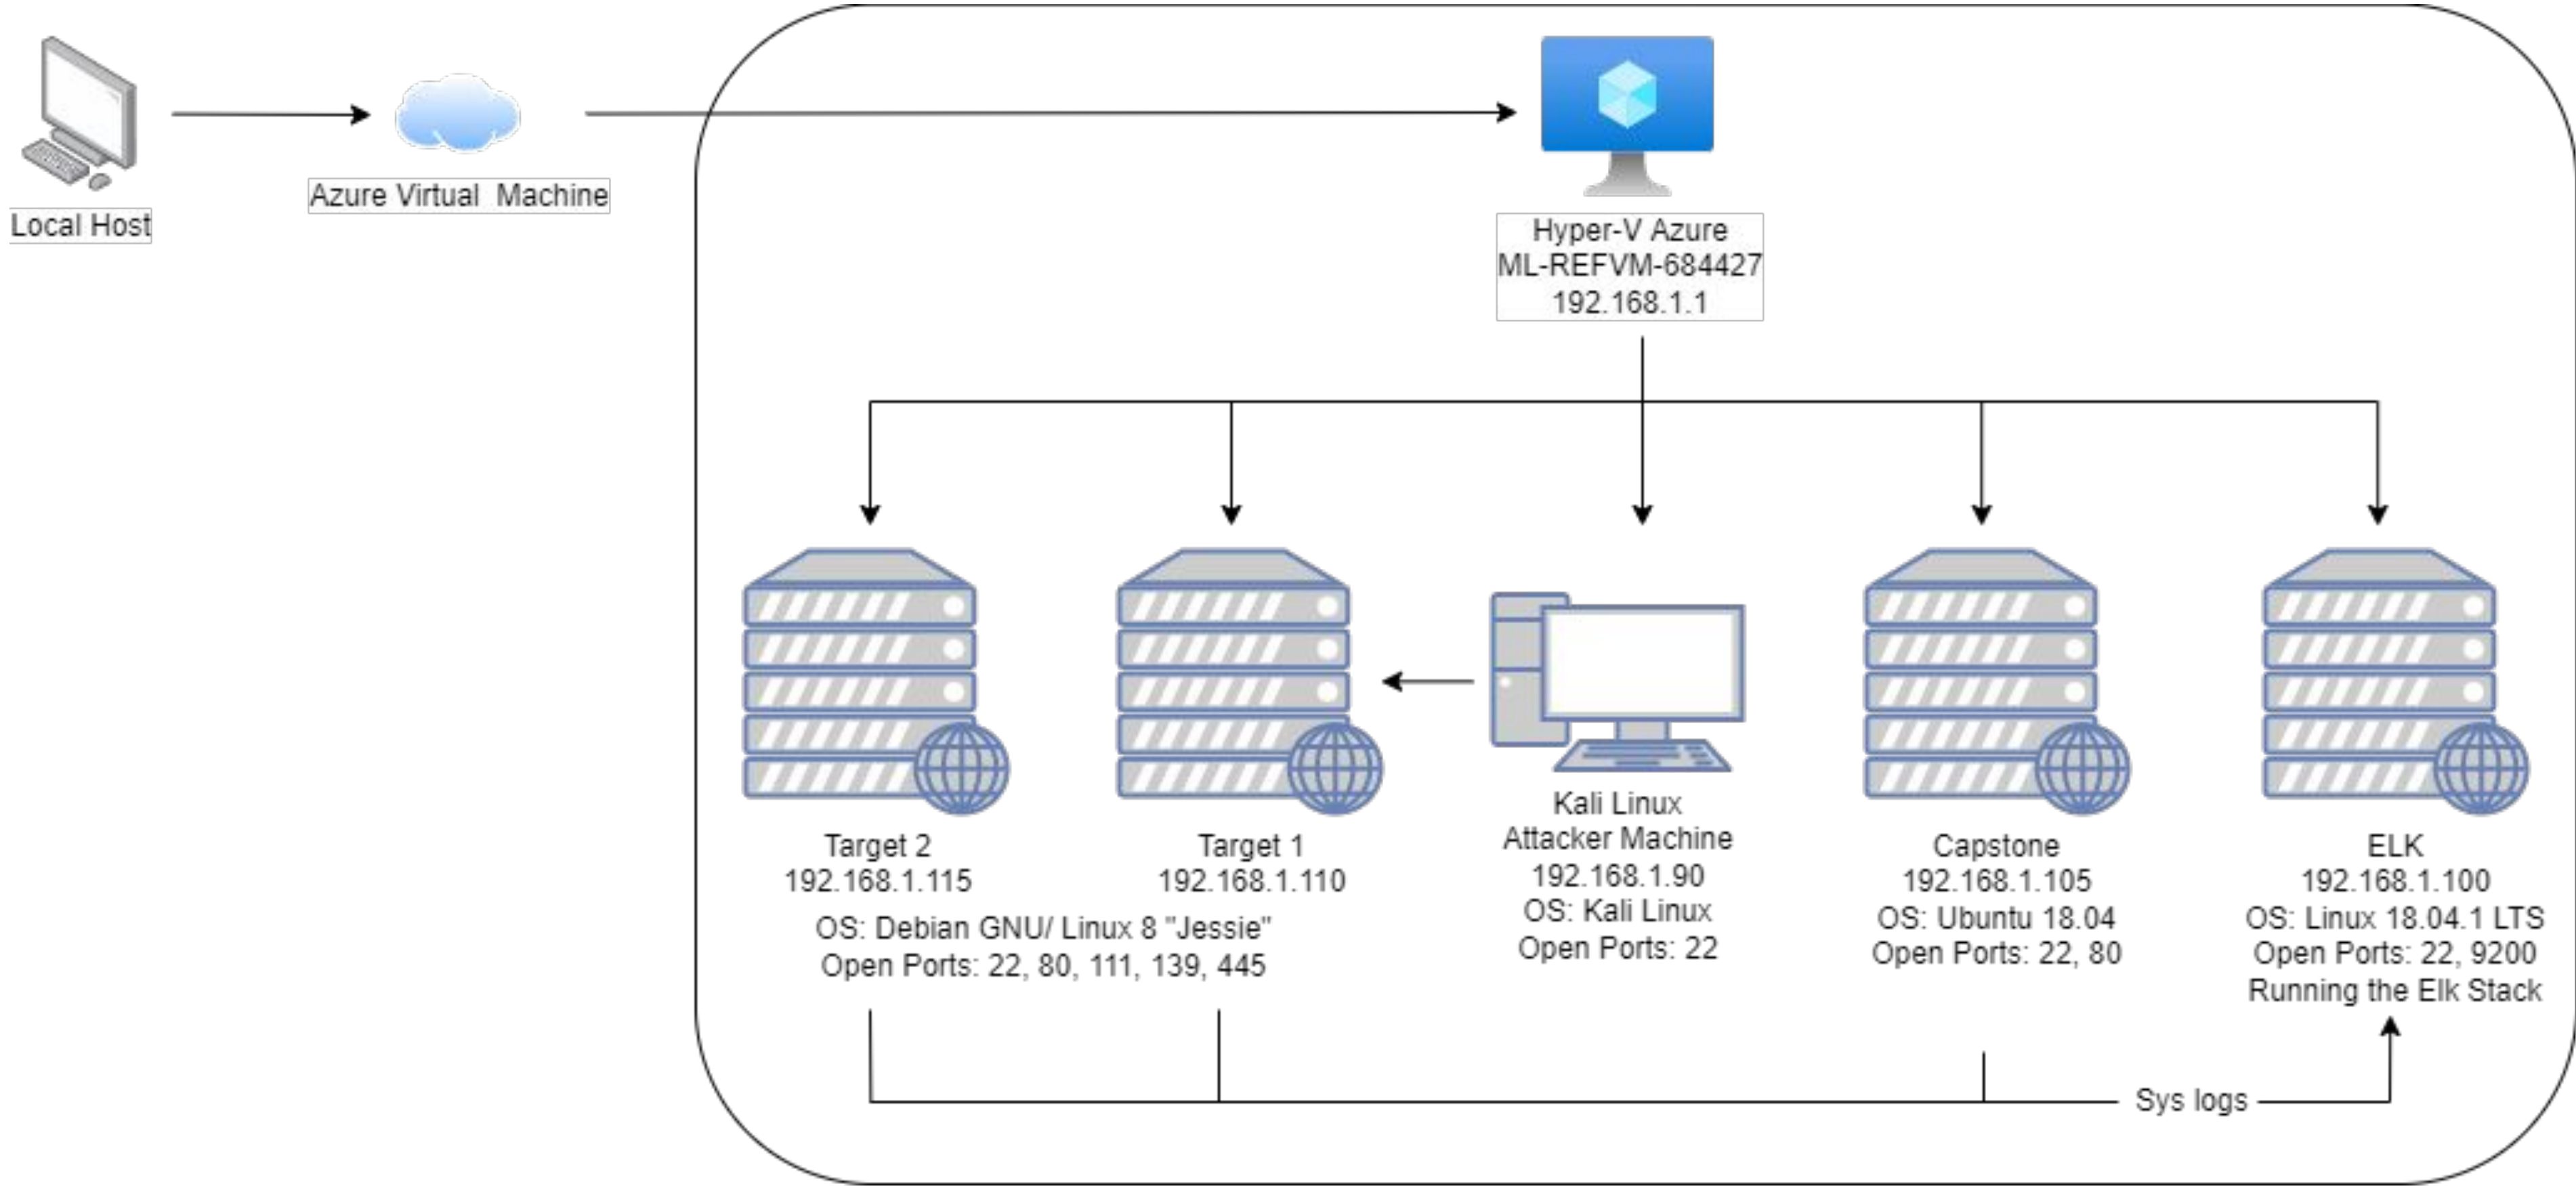 Local Host
Azure Virtual  Machine
Hyper-V Azure
ML-REFVM-684427
192.168.1.1
Target 2
192.168.1.115
Target 1
192.168.1.110
OS: Debian GNU/ Linux 8 "Jessie"
Open Ports: 22, 80, 111, 139, 445
Kali Linux
Attacker Machine
192.168.1.90
OS: Kali Linux
Open Ports: 22
Capstone
192.168.1.105
OS: Ubuntu 18.04
Open Ports: 22, 80
ELK
192.168.1.100
OS: Linux 18.04.1 LTS
Open Ports: 22, 9200
Running the Elk Stack
Sys logs